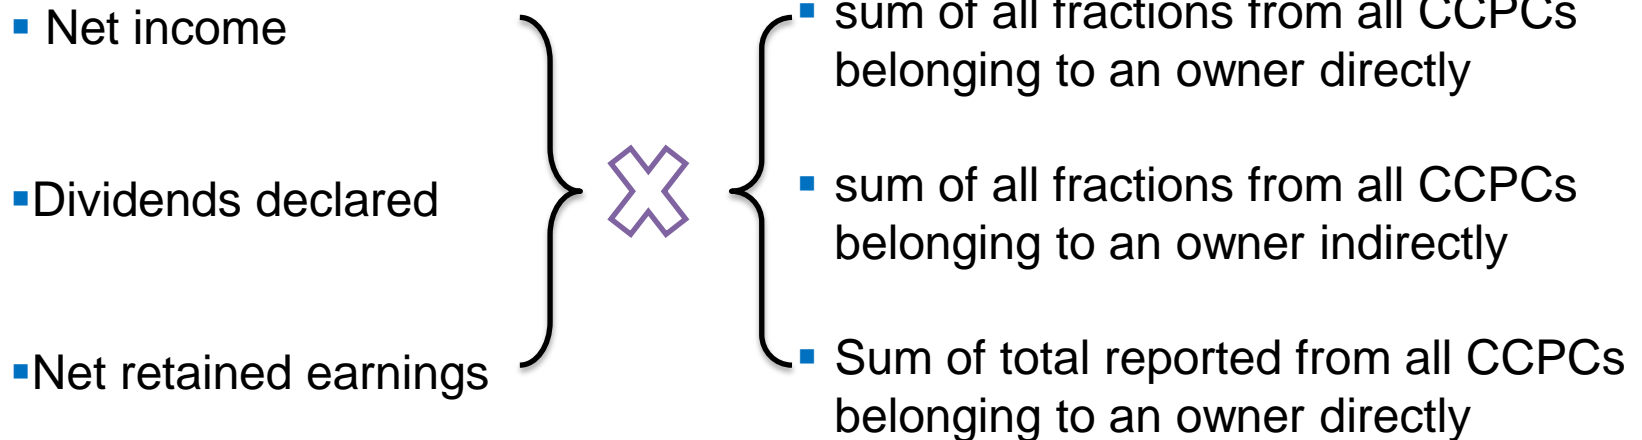 ▪ Net income
▪Dividends declared
▪Net retained earnings
▪ sum of all fractions from all CCPCs
belonging to an owner directly
▪ sum of all fractions from all CCPCs
belonging to an owner indirectly
▪ Sum of total reported from all CCPCs
belonging to an owner directly